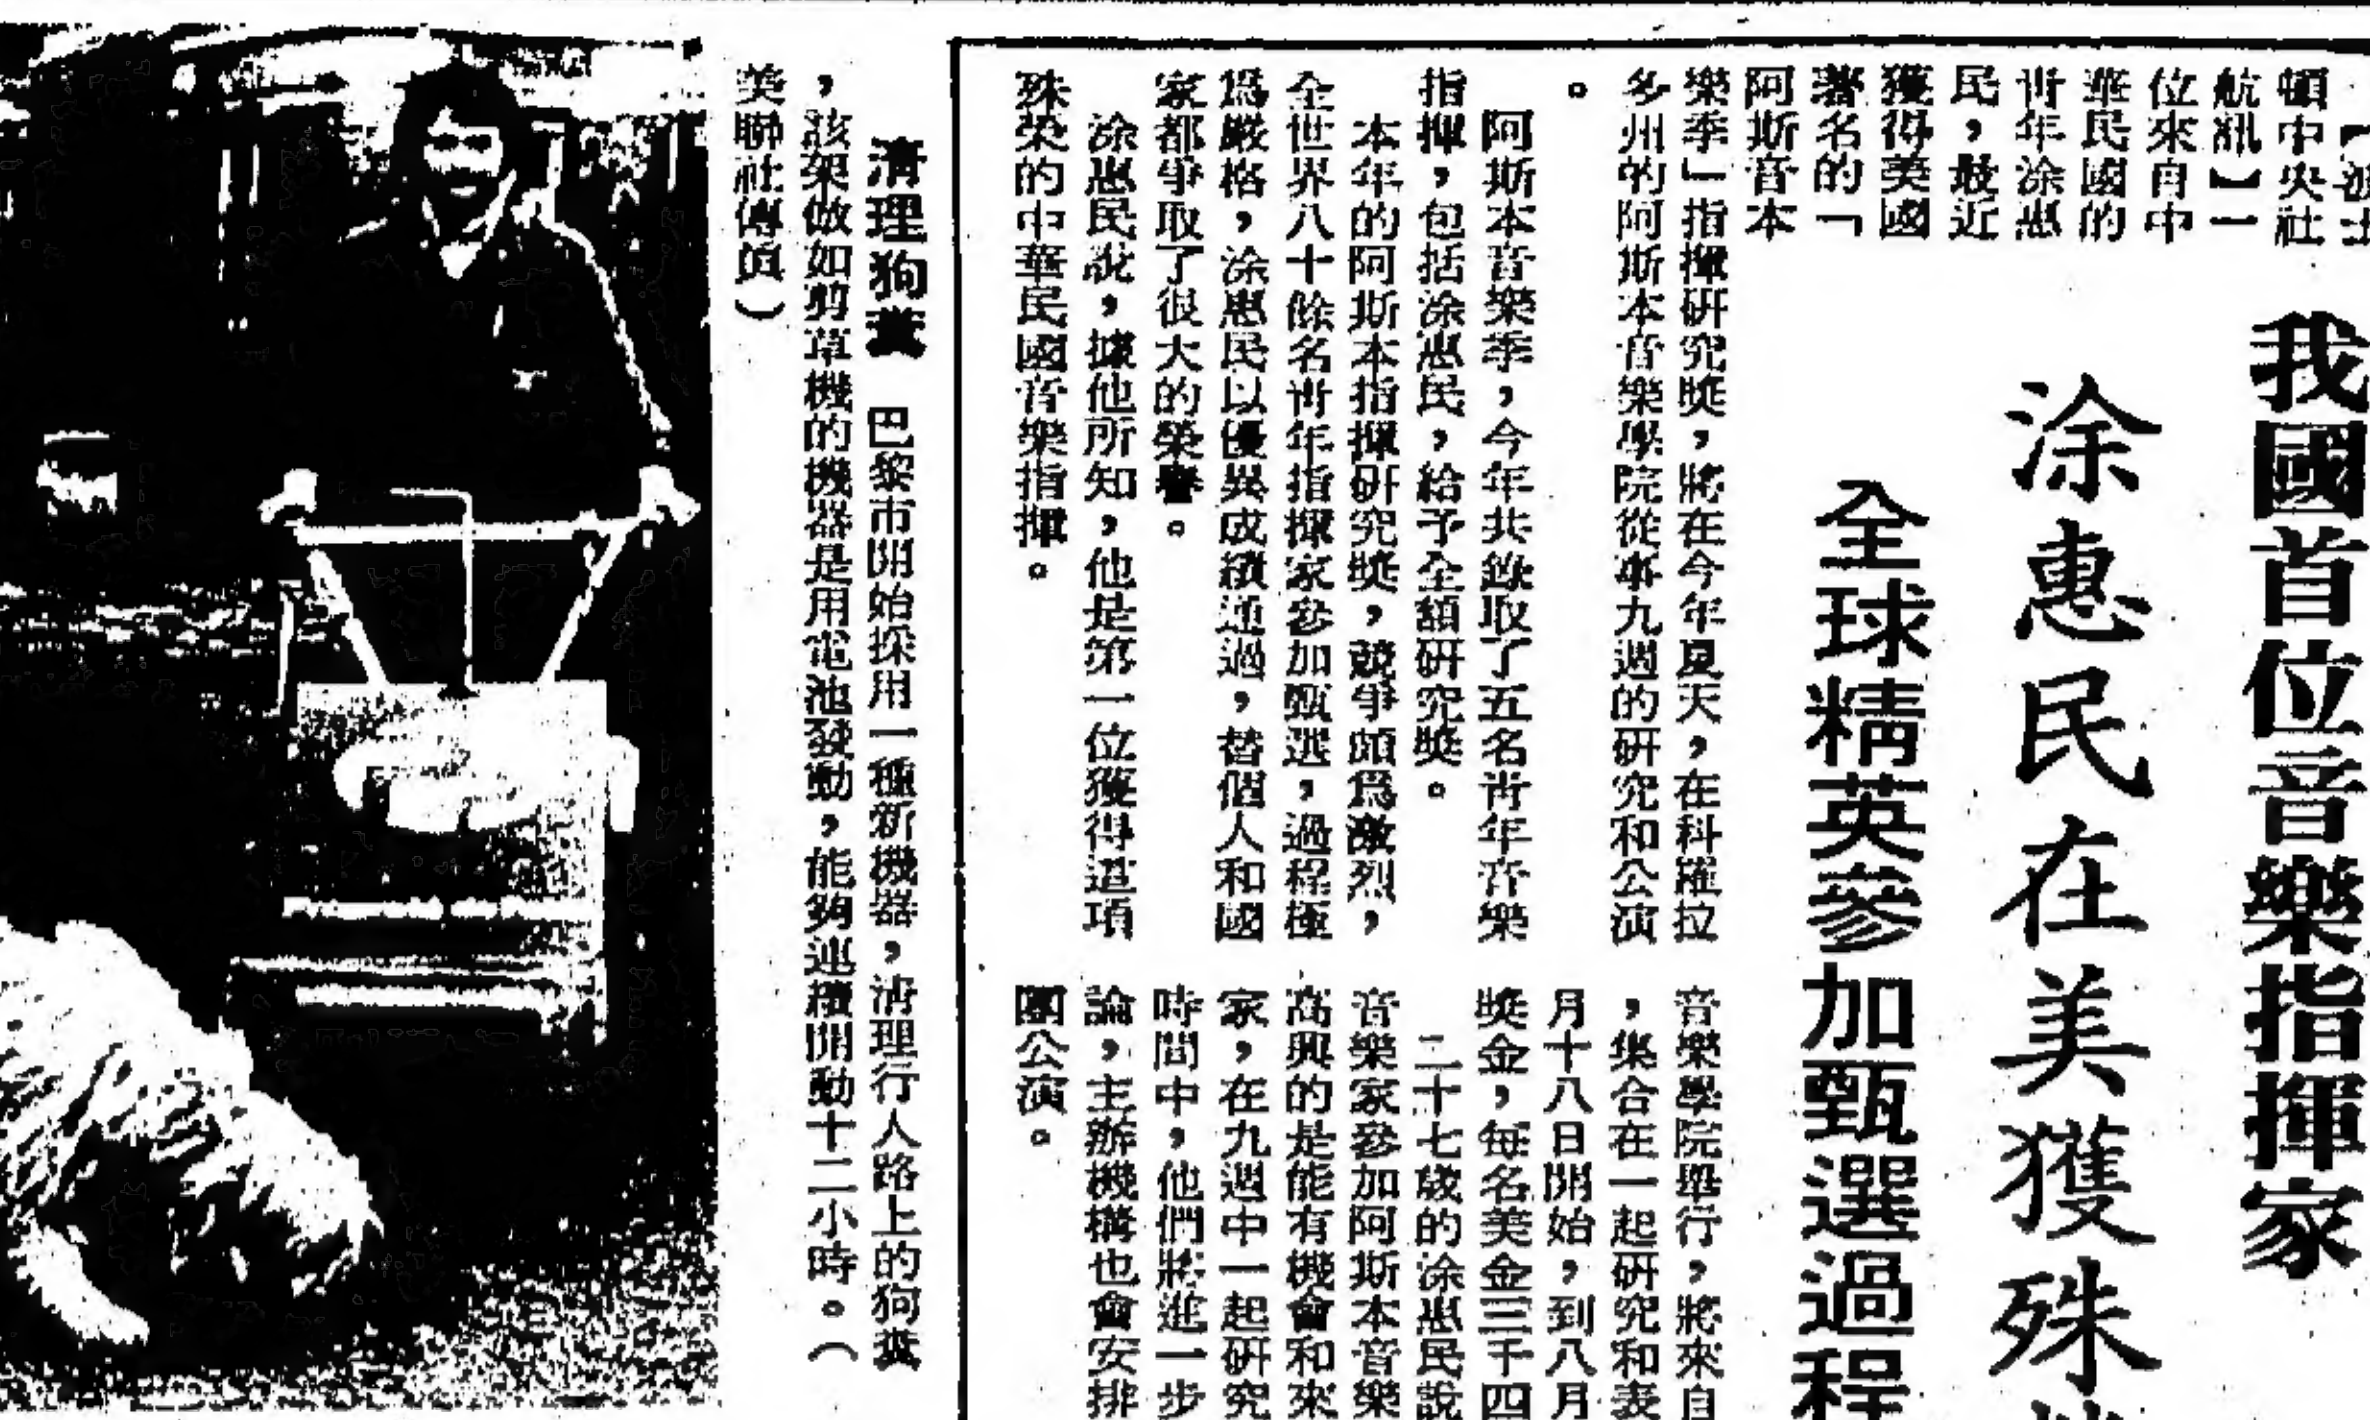 我國首位音樂指揮家
涂惠民在美獲殊
全球精英參加甄選過程
頓中央社
航訊】一
位來自中
華民國的
青年涂惠
民，最近
獲得美國
著名的「
阿斯音本
樂季」指揮研究獎，將在今年夏天，在科羅拉
多州的阿斯本音樂學院從事九週的研究和公演
。
阿斯本音樂季，今年共錄取了五名青年音樂
指揮，包括涂惠民，給予全額研究獎。
本年的阿斯本指揮研究獎，競爭頗為激烈，
全世界八十餘名青年指揮家參加甄選，過程極
爲嚴格，涂惠民以優異成績通過，替個人和國
家都爭取了很大的榮譽。
涂惠民說，據他所知，他是第一位獲得這項
殊榮的中華民國音樂指揮。
音樂學院舉行，將來自
，集合在一起研究和表
月十八日開始，到八月
獎金，每名美金三千四
二十七歲的涂惠民說
音樂家參加阿斯本音樂
高興的是能有機會和來
家，在九週中一起研究
時間中，他們將進一步
論，主辦機構也會安排
團公演。
清理狗糞　巴黎市開始採用一種新機器，清理行人路上的狗糞
，該架倣如剪草機的機器是用電池發動，能夠連續開動十二小時。（
美聯社傳真）